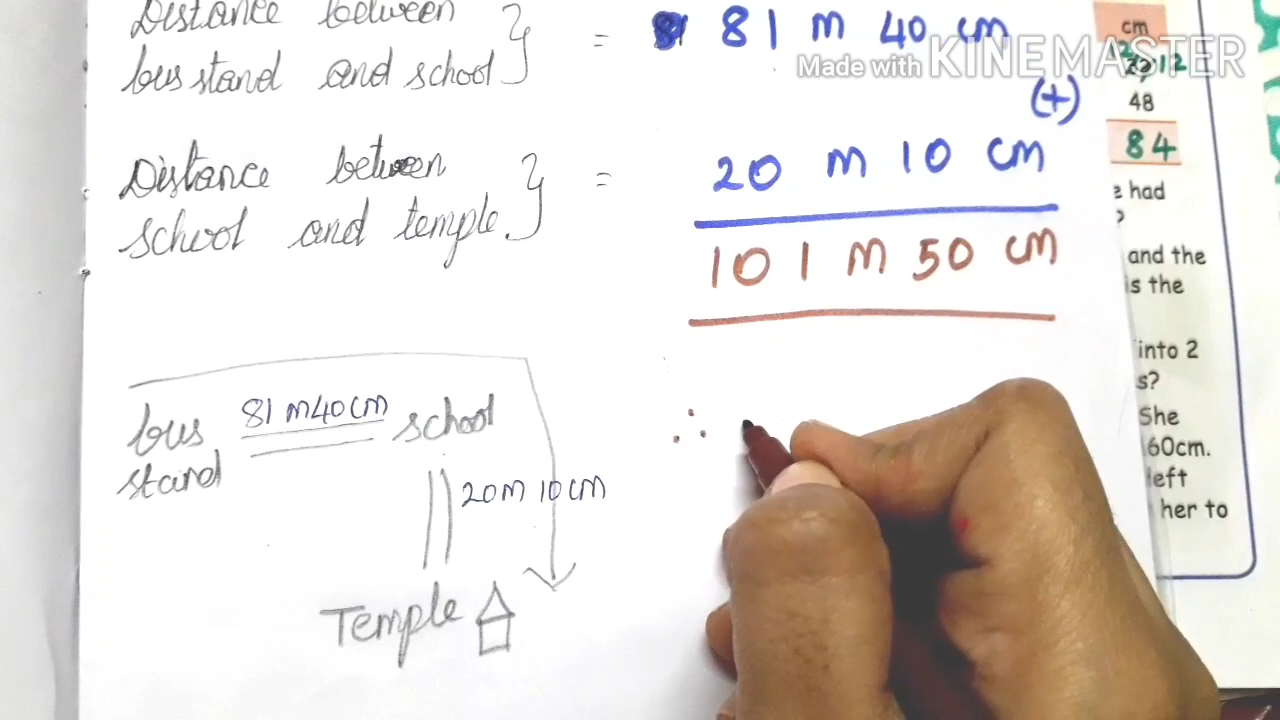 Distance between
bus stand and school } = 81 m 40 cm
(+)
Distance between
school and temple. } = 20 m 10 cm
101 m 50 cm
∴
bus stand
81 m 40 cm
school
20 m 10 cm
Temple
Made with KINEMASTER
cm
12
48
84
e had
?
and the
is the
into 2
s?
She
60cm.
left
her to